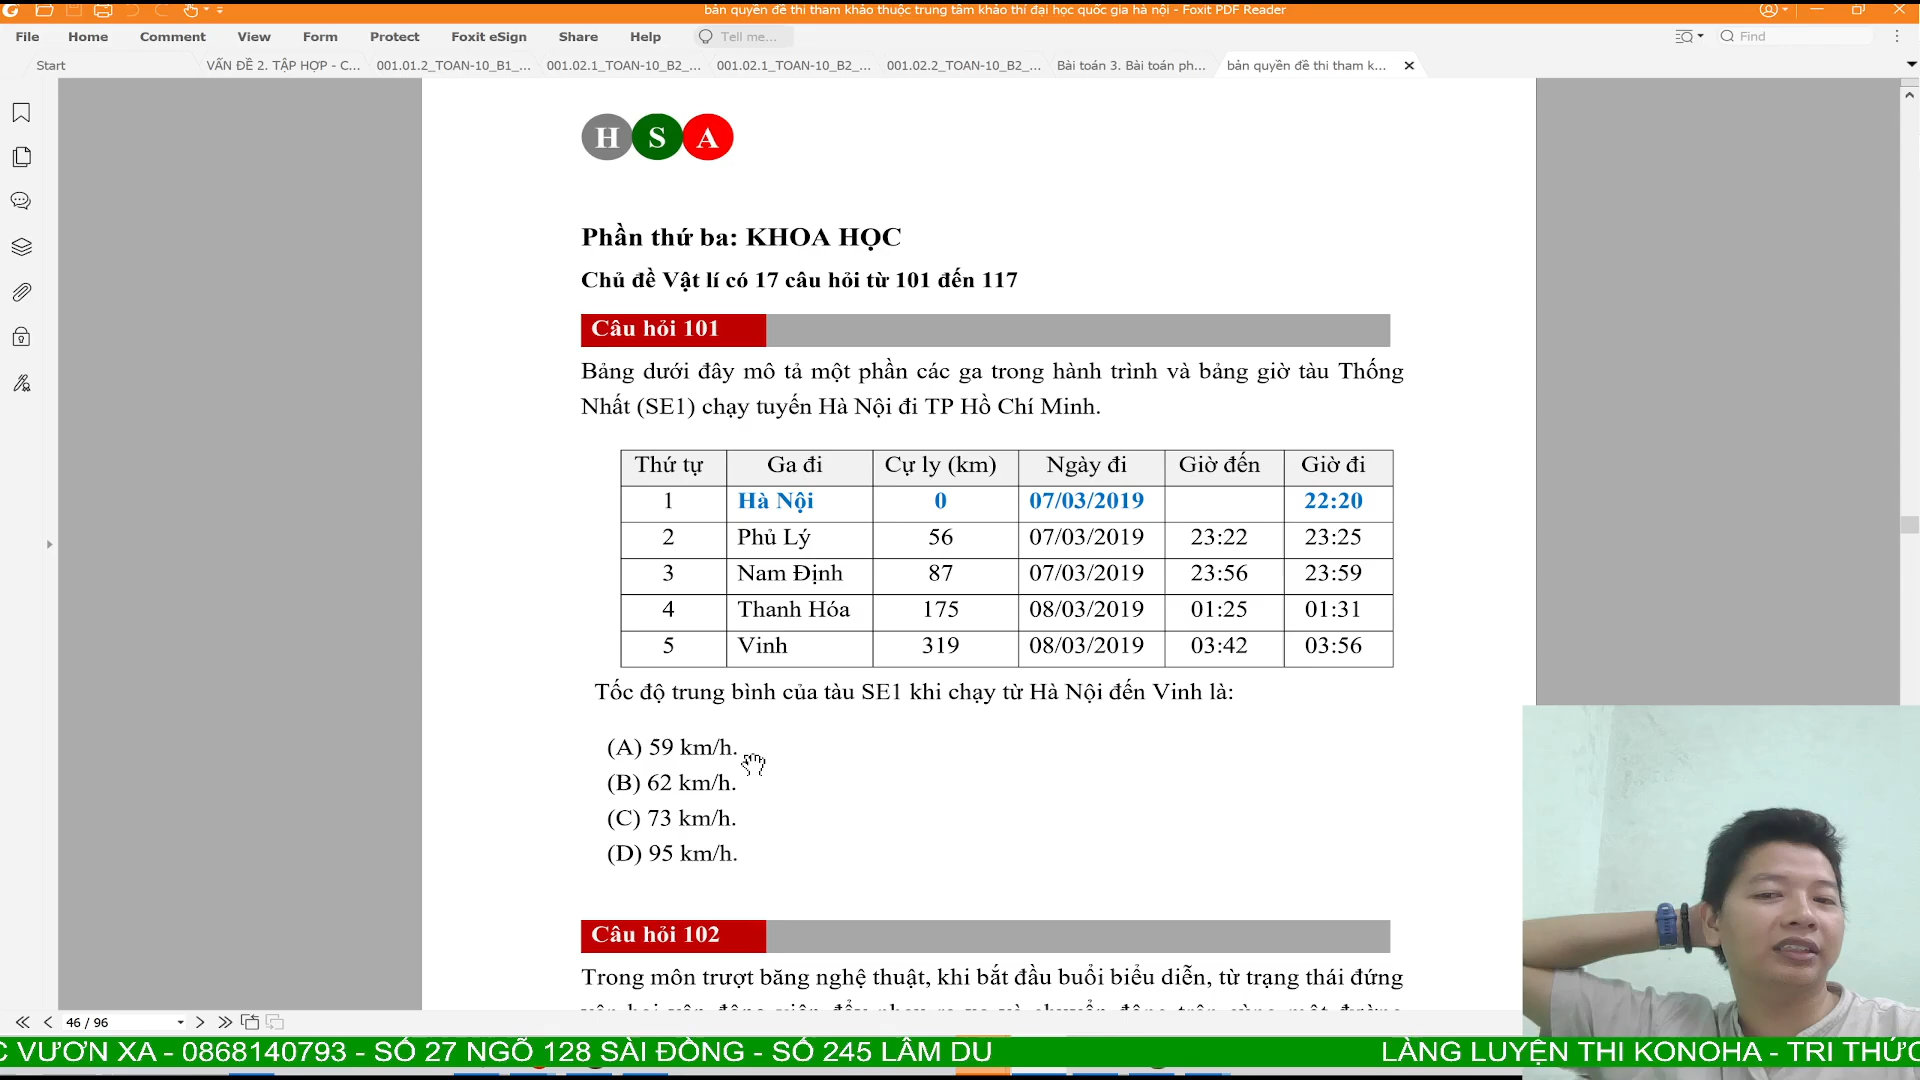 bản quyền đề thi tham khảo thuộc trung tâm khảo thí đại học quốc gia hà nội - Foxit PDF Reader
File Home Comment View Form Protect Foxit eSign Share Help Tell me... Find
Start VẤN ĐỀ 2. TẬP HỢP - C... 001.01.2_TOAN-10_B1_... 001.02.1_TOAN-10_B2_... 001.02.1_TOAN-10_B2_... 001.02.2_TOAN-10_B2_... Bài toán 3. Bài toán ph... bản quyền đề thi tham k...
H S A
Phần thứ ba: KHOA HỌC
Chủ đề Vật lí có 17 câu hỏi từ 101 đến 117
Câu hỏi 101
Bảng dưới đây mô tả một phần các ga trong hành trình và bảng giờ tàu Thống
Nhất (SE1) chạy tuyến Hà Nội đi TP Hồ Chí Minh.
Thứ tự Ga đi Cự ly (km) Ngày đi Giờ đến Giờ đi
1 Hà Nội 0 07/03/2019 22:20
2 Phủ Lý 56 07/03/2019 23:22 23:25
3 Nam Định 87 07/03/2019 23:56 23:59
4 Thanh Hóa 175 08/03/2019 01:25 01:31
5 Vinh 319 08/03/2019 03:42 03:56
Tốc độ trung bình của tàu SE1 khi chạy từ Hà Nội đến Vinh là:
(A) 59 km/h.
(B) 62 km/h.
(C) 73 km/h.
(D) 95 km/h.
Câu hỏi 102
Trong môn trượt băng nghệ thuật, khi bắt đầu buổi biểu diễn, từ trạng thái đứng
46 / 96
C VƯƠN XA - 0868140793 - SỐ 27 NGÕ 128 SÀI ĐỒNG - SỐ 245 LÂM DU LÀNG LUYỆN THI KONOHA - TRI THỨC